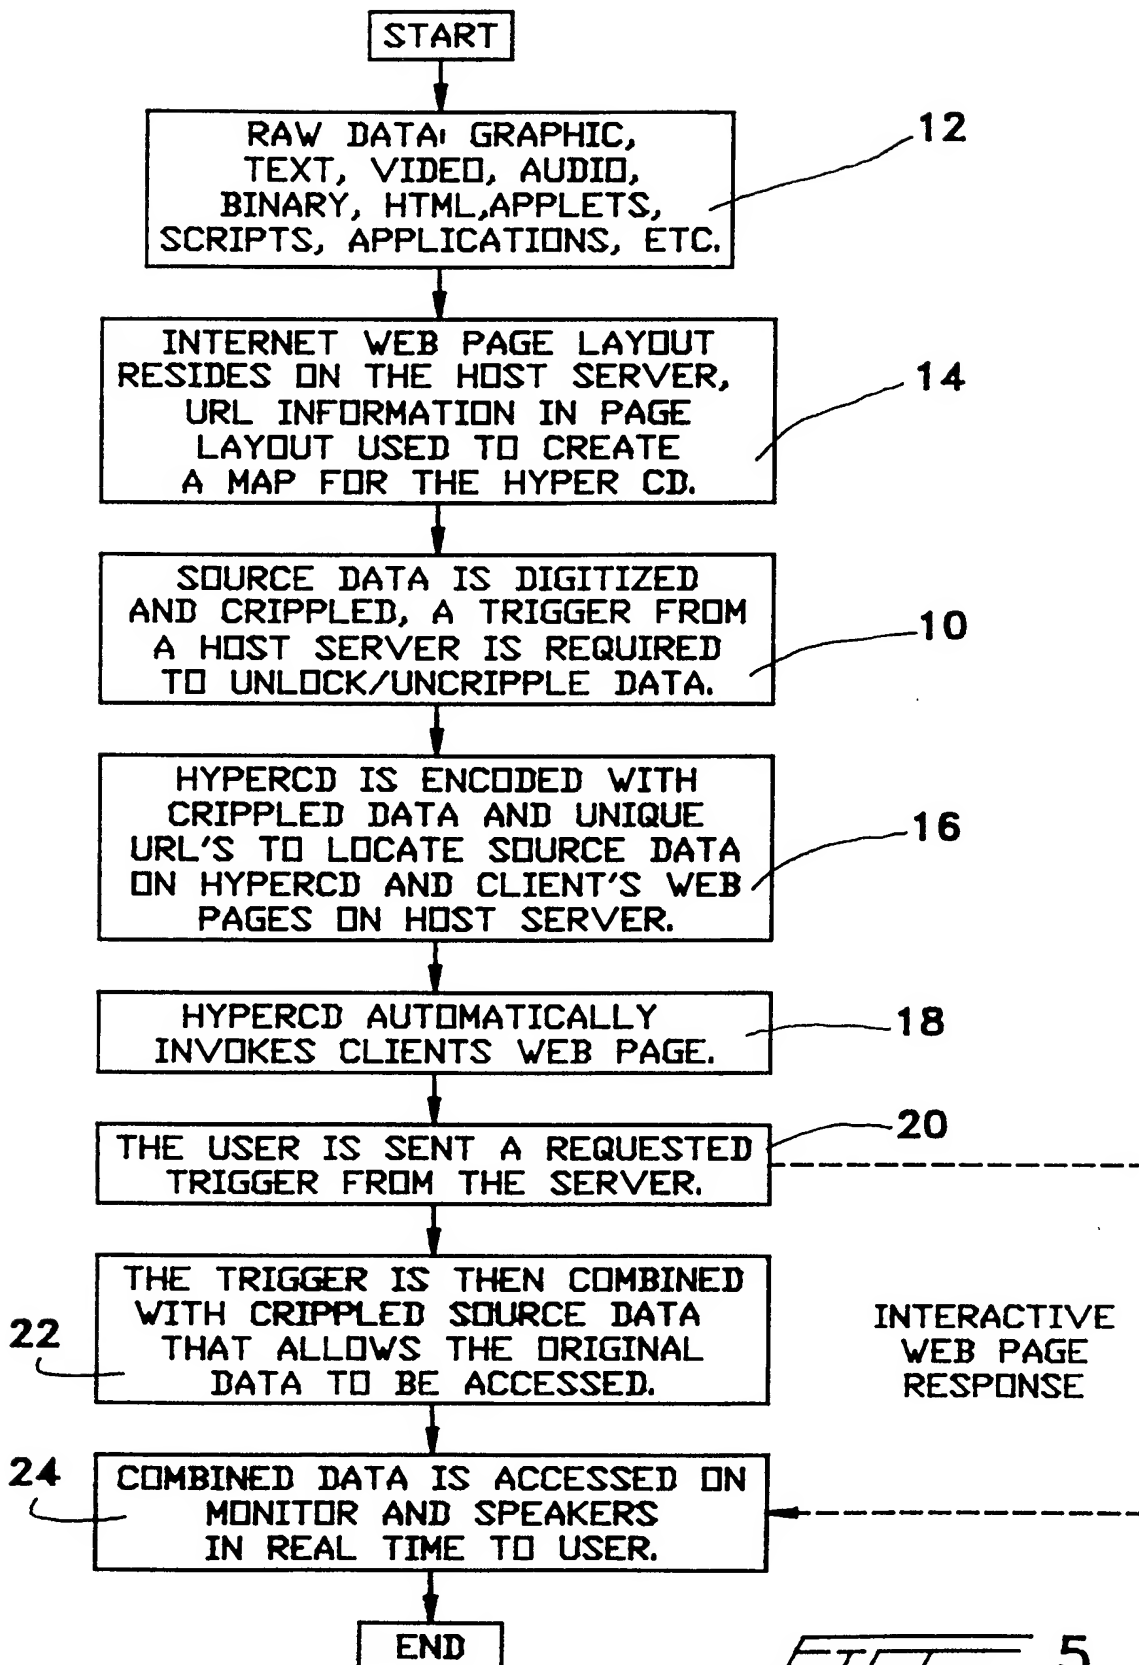 START
RAW DATA: GRAPHIC,
TEXT, VIDEO, AUDIO,
BINARY, HTML,APPLETS,
SCRIPTS, APPLICATIONS, ETC.
12
INTERNET WEB PAGE LAYOUT
RESIDES ON THE HOST SERVER,
URL INFORMATION IN PAGE
LAYOUT USED TO CREATE
A MAP FOR THE HYPER CD.
14
SOURCE DATA IS DIGITIZED
AND CRIPPLED, A TRIGGER FROM
A HOST SERVER IS REQUIRED
TO UNLOCK/UNCRIPPLE DATA.
10
HYPERCD IS ENCODED WITH
CRIPPLED DATA AND UNIQUE
URL'S TO LOCATE SOURCE DATA
ON HYPERCD AND CLIENT'S WEB
PAGES ON HOST SERVER.
16
HYPERCD AUTOMATICALLY
INVOKES CLIENTS WEB PAGE.
18
THE USER IS SENT A REQUESTED
TRIGGER FROM THE SERVER.
20
THE TRIGGER IS THEN COMBINED
WITH CRIPPLED SOURCE DATA
THAT ALLOWS THE ORIGINAL
DATA TO BE ACCESSED.
22
INTERACTIVE
WEB PAGE
RESPONSE
COMBINED DATA IS ACCESSED ON
MONITOR AND SPEAKERS
IN REAL TIME TO USER.
24
END
5